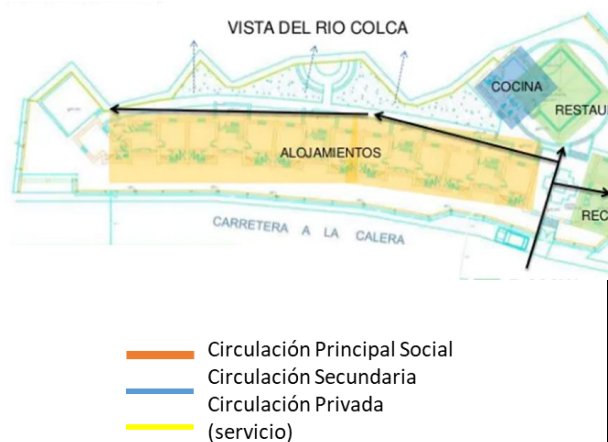 VISTA DEL RIO COLCA
COCINA
RESTAU
ALOJAMIENTOS
REC
CARRETERA A LA CALERA
Circulación Principal Social
Circulación Secundaria
Circulación Privada
(servicio)